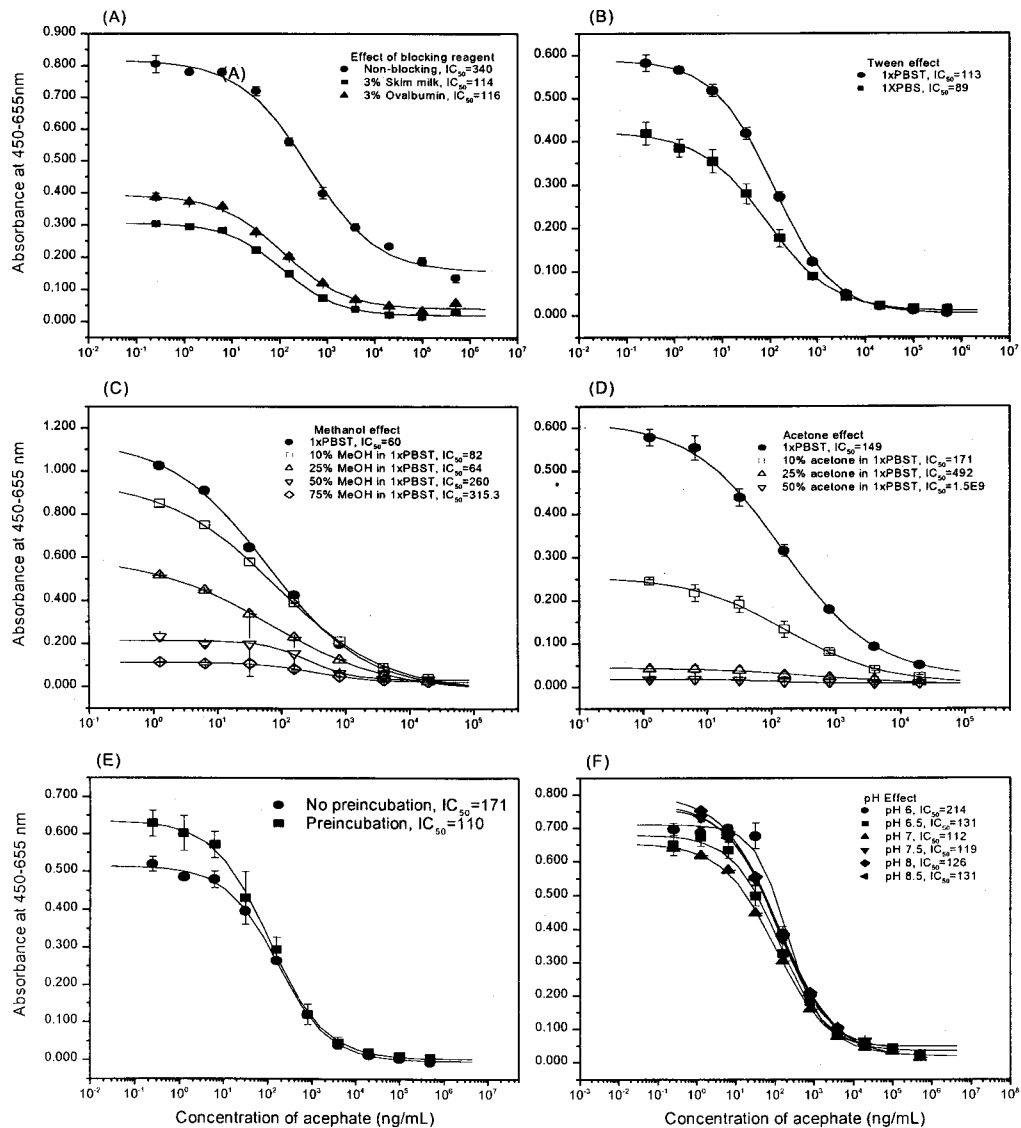 (A)
0.800
0.700
0.600
0.500
0.400
0.300
0.200
0.100
0.000
Absorbance at 450-655nm
A)
Effect of blocking reagent
Non-blocking, IC50=340
3% Skim milk, IC50=114
3% Ovalbumin, IC50=116
10-2 10-1 100 101 102 103 104 105 106 107
(B)
0.600
0.500
0.400
0.300
0.200
0.100
0.000
Tween effect
1xPBST, IC50=113
1XPBS, IC50=89
10-2 10-1 100 101 102 103 104 105 106 107
(C)
1.200
1.000
0.800
0.600
0.400
0.200
0.000
Absorbance at 450-655 nm
Methanol effect
1xPBST, IC50=60
10% MeOH in 1xPBST, IC50=82
25% MeOH in 1xPBST, IC50=64
50% MeOH in 1xPBST, IC50=260
75% MEOH in 1xPBST, IC50=315.3
10-1 100 101 102 103 104 105
(D)
0.600
0.500
0.400
0.300
0.200
0.100
0.000
Acetone effect
1xPBST, IC50=149
10% acetone in 1xPBST, IC50=171
25% acetone in 1xPBST, IC50=492
50% acetone in 1xPBST, IC50=1.5E9
10-1 100 101 102 103 104 105
(E)
0.700
0.600
0.500
0.400
0.300
0.200
0.100
0.000
Absorbance at 450-655 nm
No preincubation, IC50=171
Preincubation, IC50=110
10-2 10-1 100 101 102 103 104 105 106 107
Concentration of acephate (ng/mL)
(F)
0.800
0.700
0.600
0.500
0.400
0.300
0.200
0.100
0.000
pH Effect
pH 6, IC50=214
pH 6.5, IC50=131
pH 7, IC50=112
pH 7.5, IC50=119
pH 8, IC50=126
pH 8.5, IC50=131
10-3 10-2 10-1 100 101 102 103 104 105 106 107 108
Concentration of acephate (ng/mL)